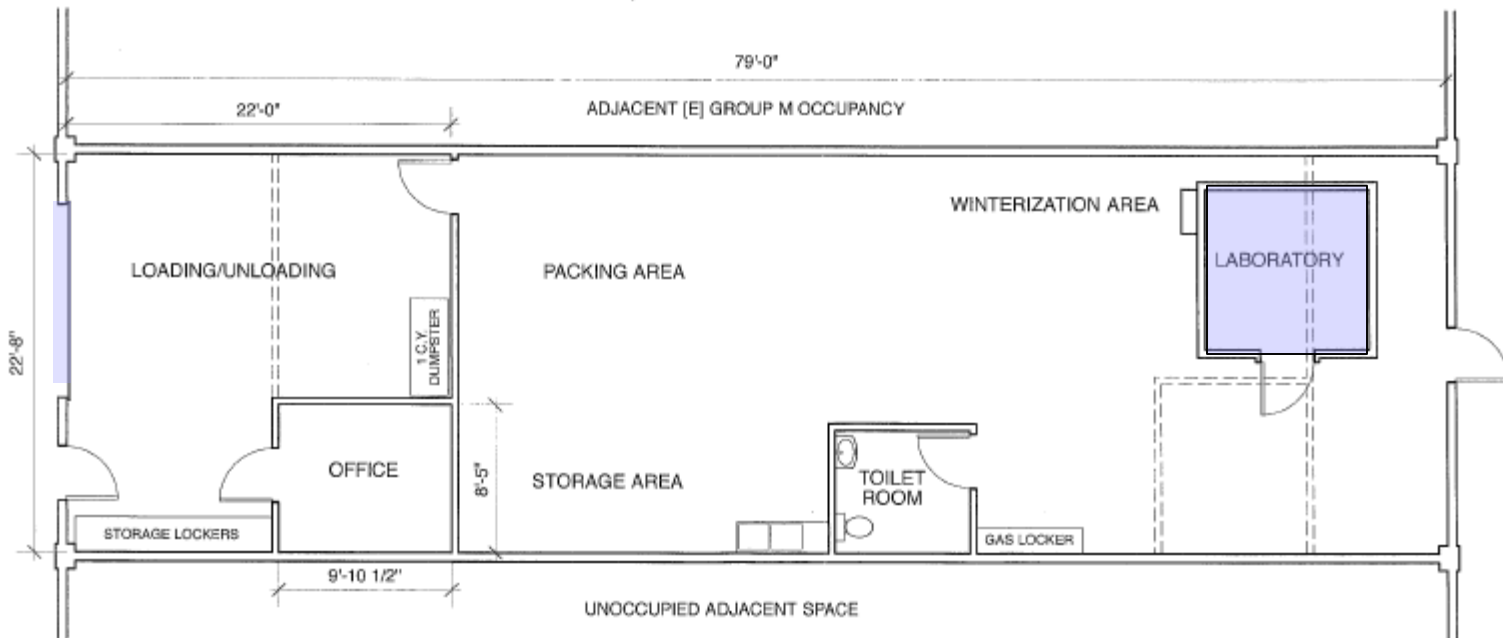 79'-0"
22'-0"
ADJACENT [E] GROUP M OCCUPANCY
WINTERIZATION AREA
LOADING/UNLOADING
PACKING AREA
LABORATORY
1 C.Y.
DUMPSTER
22'-8"
OFFICE
8'-5"
STORAGE AREA
TOILET
ROOM
STORAGE LOCKERS
GAS LOCKER
9'-10 1/2"
UNOCCUPIED ADJACENT SPACE